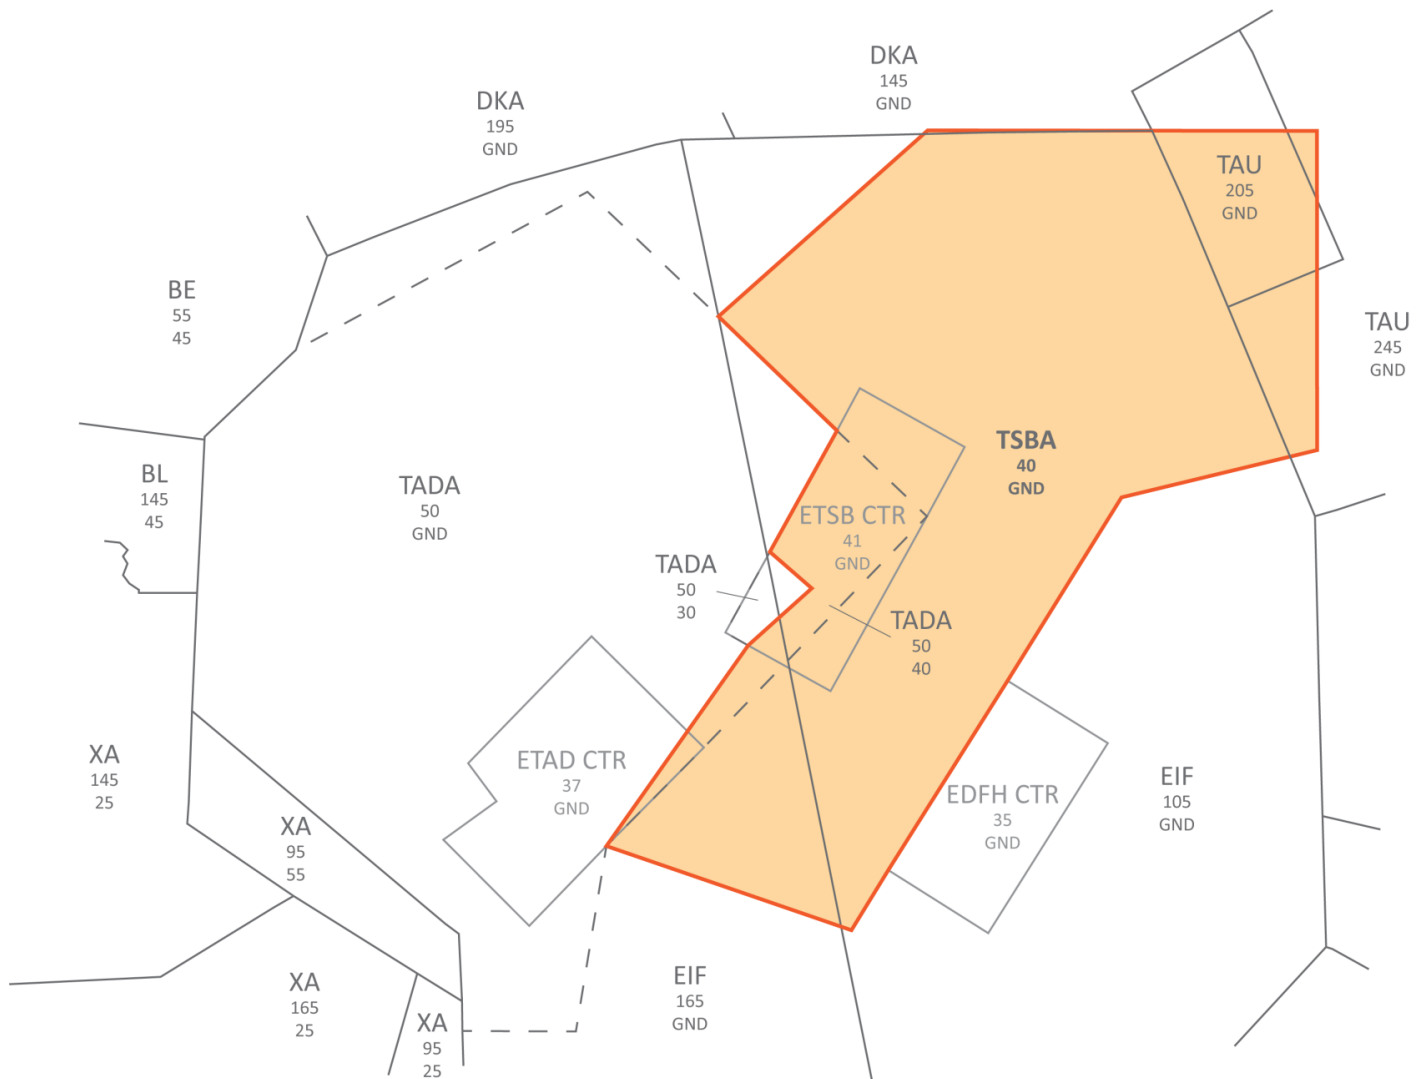 DKA
145
GND
DKA
195
GND
TAU
205
GND
BE
55
45
TAU
245
GND
TSBA
40
GND
BL
145
45
TADA
50
GND
ETSB CTR
41
GND
TADA
50
30
TADA
50
40
XA
145
25
ETAD CTR
37
GND
EDFH CTR
35
GND
EIF
105
GND
XA
95
55
EIF
165
GND
XA
165
25
XA
95
25